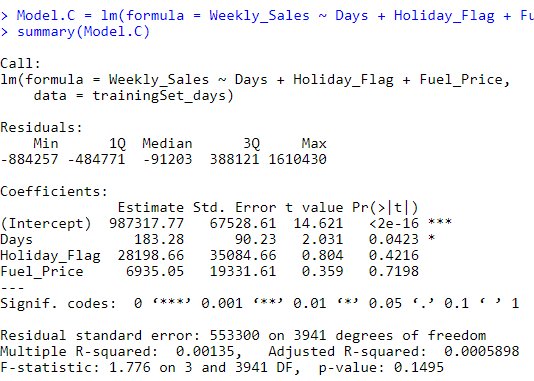 > Model.C = lm(formula = Weekly_Sales ~ Days + Holiday_Flag + Fu
> summary(Model.C)
Call:
lm(formula = Weekly_Sales ~ Days + Holiday_Flag + Fuel_Price,
    data = trainingSet_days)
Residuals:
    Min      1Q  Median      3Q     Max
-884257 -484771  -91203  388121 1610430
Coefficients:
             Estimate Std. Error t value Pr(>|t|)
(Intercept)  987317.77   67528.61  14.621   <2e-16 ***
Days            183.28      90.23   2.031   0.0423 *
Holiday_Flag  28198.66   35084.66   0.804   0.4216
Fuel_Price     6935.05   19331.61   0.359   0.7198
---
Signif. codes:  0 ‘***’ 0.001 ‘**’ 0.01 ‘*’ 0.05 ‘.’ 0.1 ‘ ’ 1
Residual standard error: 553300 on 3941 degrees of freedom
Multiple R-squared:  0.00135,	Adjusted R-squared:  0.0005898
F-statistic: 1.776 on 3 and 3941 DF,  p-value: 0.1495